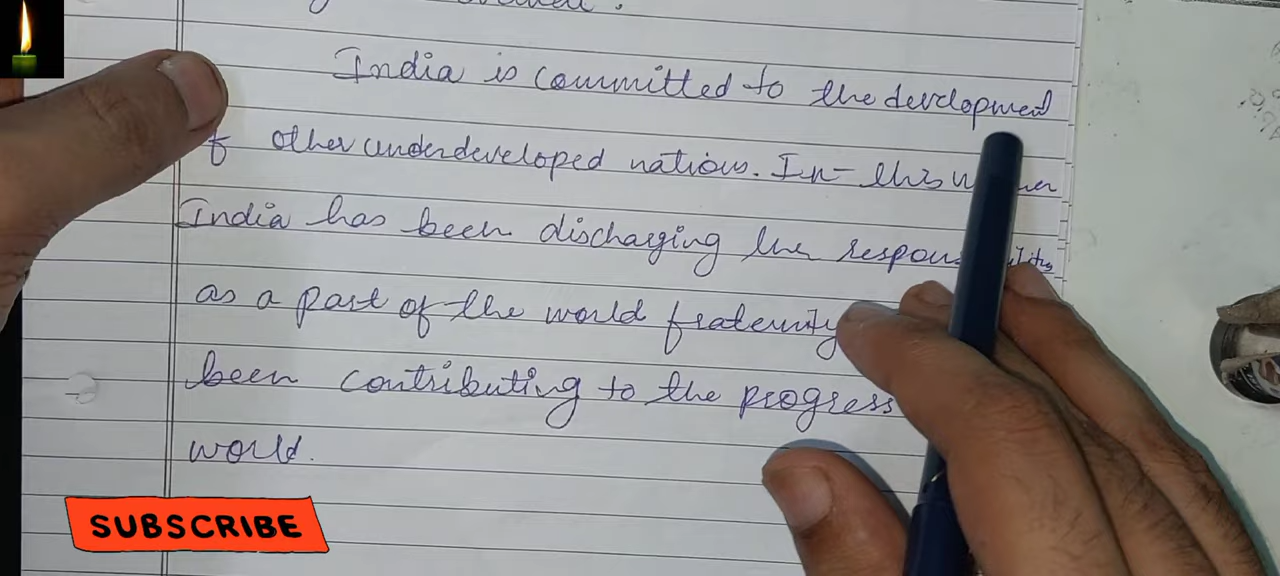 India is committed to the development
of other underdeveloped nations. In this
India has been discharging the
as a part of the world fraternity
been contributing to the progress
world.
SUBSCRIBE